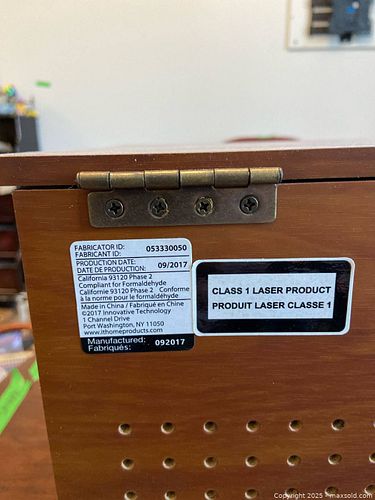 FABRICATOR ID: 053330050
FABRICANT ID:
PRODUCTION DATE: 09/2017
DATE DE PRODUCTION:
California 93120 Phase 2
Compliant for Formaldehyde
California 93120 Phase 2 Conforme
à la norme pour le formaldéhyde
Made in China / Fabriqué en Chine
©2017 Innovative Technology
1 Channel Drive
Port Washington, NY 11050
www.ithomeproducts.com
Manufactured: 092017
Fabriqués:
CLASS 1 LASER PRODUCT
PRODUIT LASER CLASSE 1
Copyright 2025 - maxsold.com